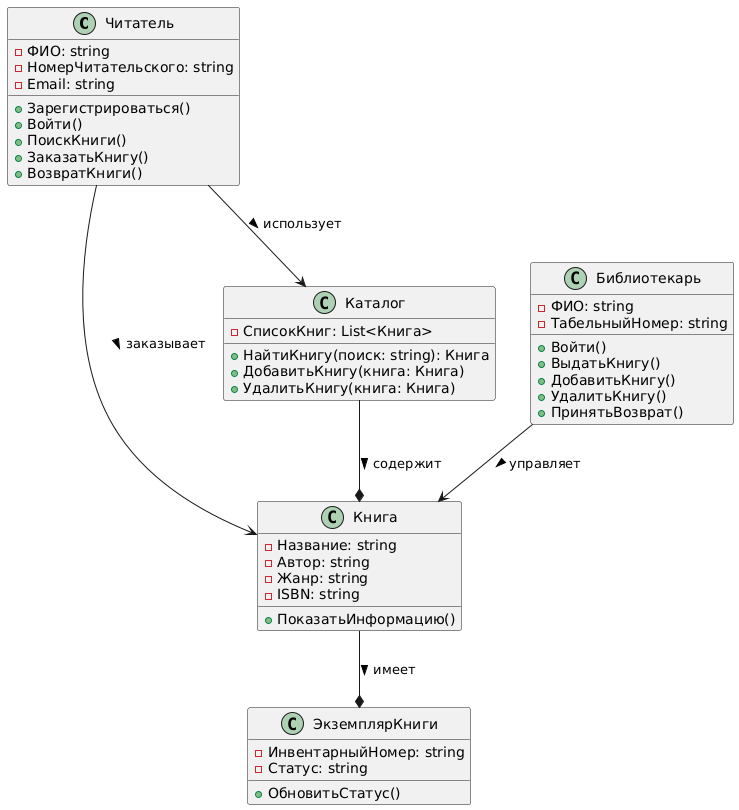 C Читатель
ФИО: string
НомерЧитательского: string
Email: string
Зарегистрироваться()
Войти()
ПоискКниги()
ЗаказатьКнигу()
ВозвратКниги()
использует
заказывает
C Каталог
СписокКниг: List<Книга>
НайтиКнигу(поиск: string): Книга
ДобавитьКнигу(книга: Книга)
УдалитьКнигу(книга: Книга)
C Библиотекарь
ФИО: string
ТабельныйНомер: string
Войти()
ВыдатьКнигу()
ДобавитьКнигу()
УдалитьКнигу()
ПринятьВозврат()
содержит
управляет
C Книга
Название: string
Автор: string
Жанр: string
ISBN: string
ПоказатьИнформацию()
имеет
C ЭкземплярКниги
ИнвентарныйНомер: string
Статус: string
ОбновитьСтатус()